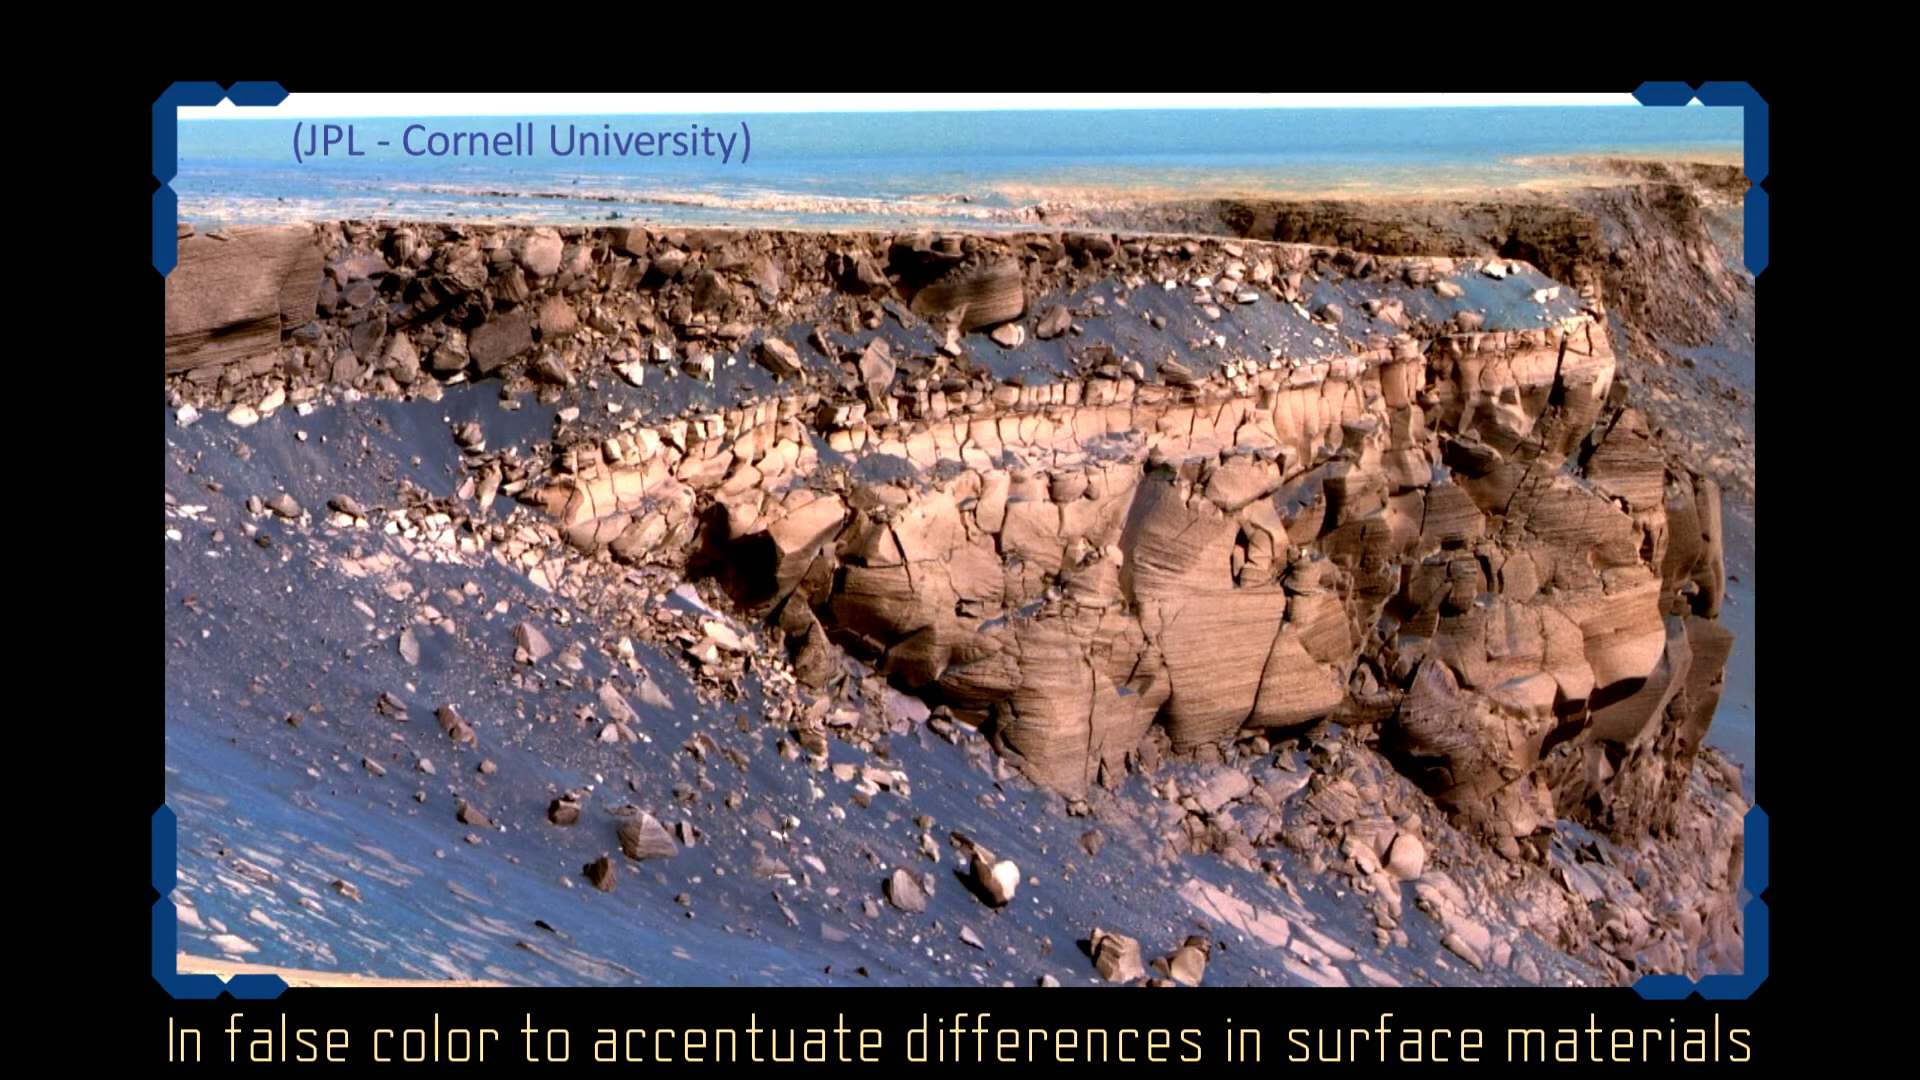 (JPL - Cornell University)
In false color to accentuate differences in surface materials